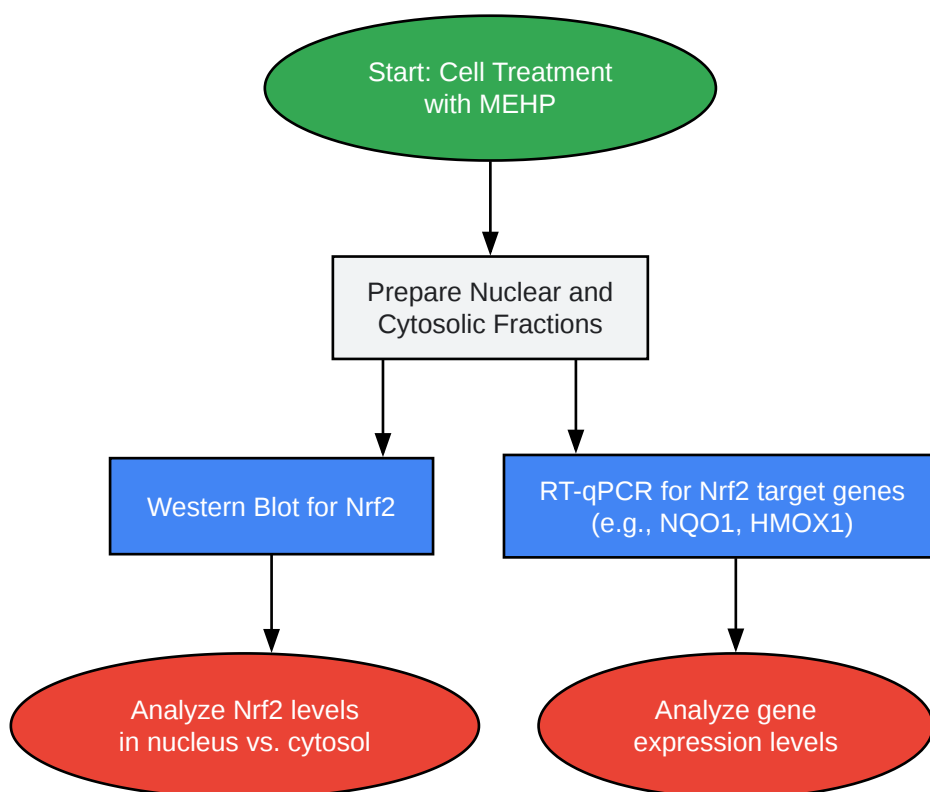 Start: Cell Treatment
with MEHP
Prepare Nuclear and
Cytosolic Fractions
Western Blot for Nrf2
RT-qPCR for Nrf2 target genes
(e.g., NQO1, HMOX1)
Analyze Nrf2 levels
in nucleus vs. cytosol
Analyze gene
expression levels